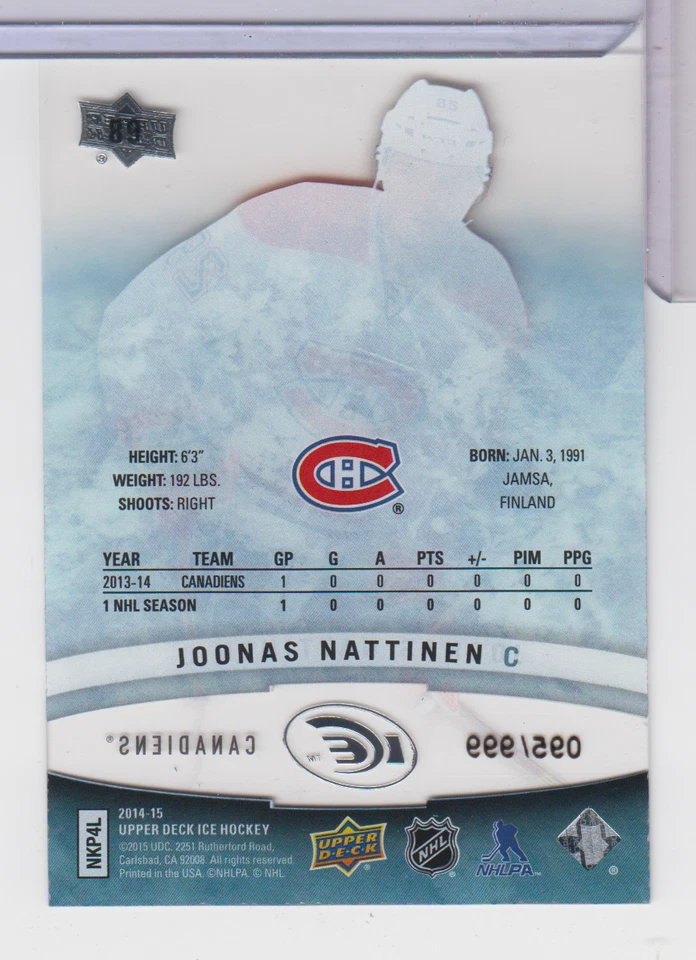 89
®
85
HEIGHT: 6'3"
WEIGHT: 192 LBS.
SHOOTS: RIGHT
®
BORN: JAN. 3, 1991
JAMSA,
FINLAND
YEAR TEAM GP G A PTS +/- PIM PPG
2013-14 CANADIENS 1 0 0 0 0 0 0
1 NHL SEASON 1 0 0 0 0 0 0
JOONAS NATTINEN C
CANADIENS®
ICE
095/999
NKP4L
2014-15
UPPER DECK ICE HOCKEY
©2015 UDC. 2251 Rutherford Road,
Carlsbad, CA 92008. All rights reserved.
Printed in the USA. ©NHLPA. © NHL.
UPPER
D·E·C·K
®
NHL
NHLPA™
®